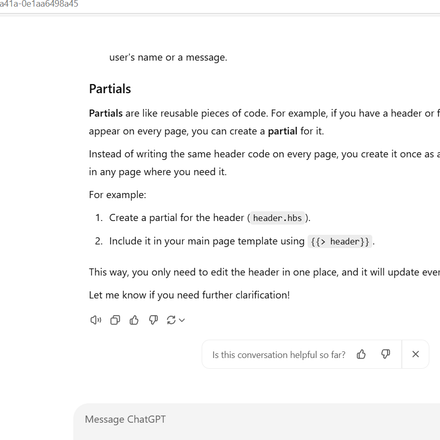 a41a-0e1aa6498a45
user's name or a message.
Partials
Partials are like reusable pieces of code. For example, if you have a header or f
appear on every page, you can create a partial for it.
Instead of writing the same header code on every page, you create it once as a
in any page where you need it.
For example:
1. Create a partial for the header ( header.hbs ).
2. Include it in your main page template using {{> header}} .
This way, you only need to edit the header in one place, and it will update ever
Let me know if you need further clarification!
Is this conversation helpful so far?
Message ChatGPT